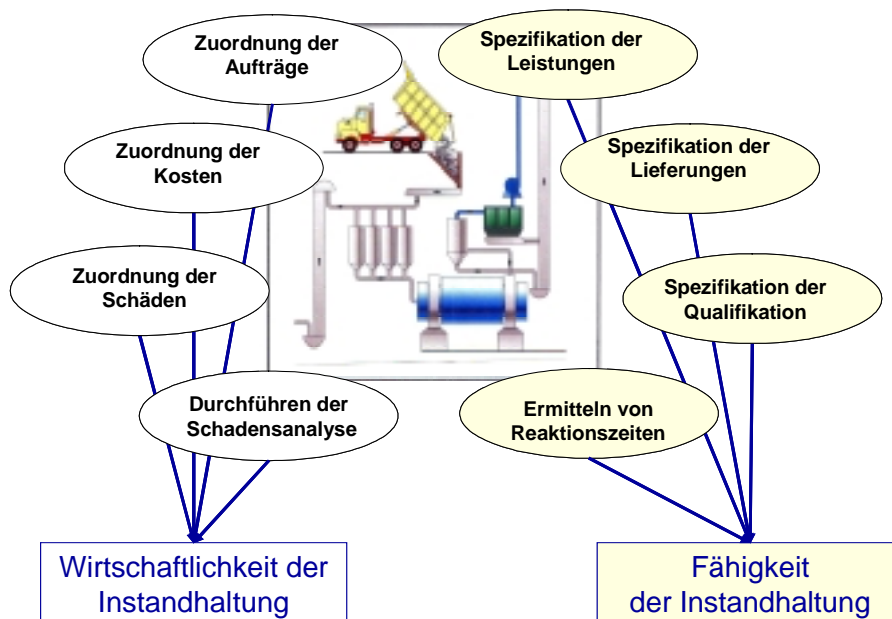 Zuordnung der
Aufträge
Spezifikation der
Leistungen
Zuordnung der
Kosten
Spezifikation der
Lieferungen
Zuordnung der
Schäden
Spezifikation der
Qualifikation
Durchführen der
Schadensanalyse
Ermitteln von
Reaktionszeiten
Wirtschaftlichkeit der
Instandhaltung
Fähigkeit
der Instandhaltung